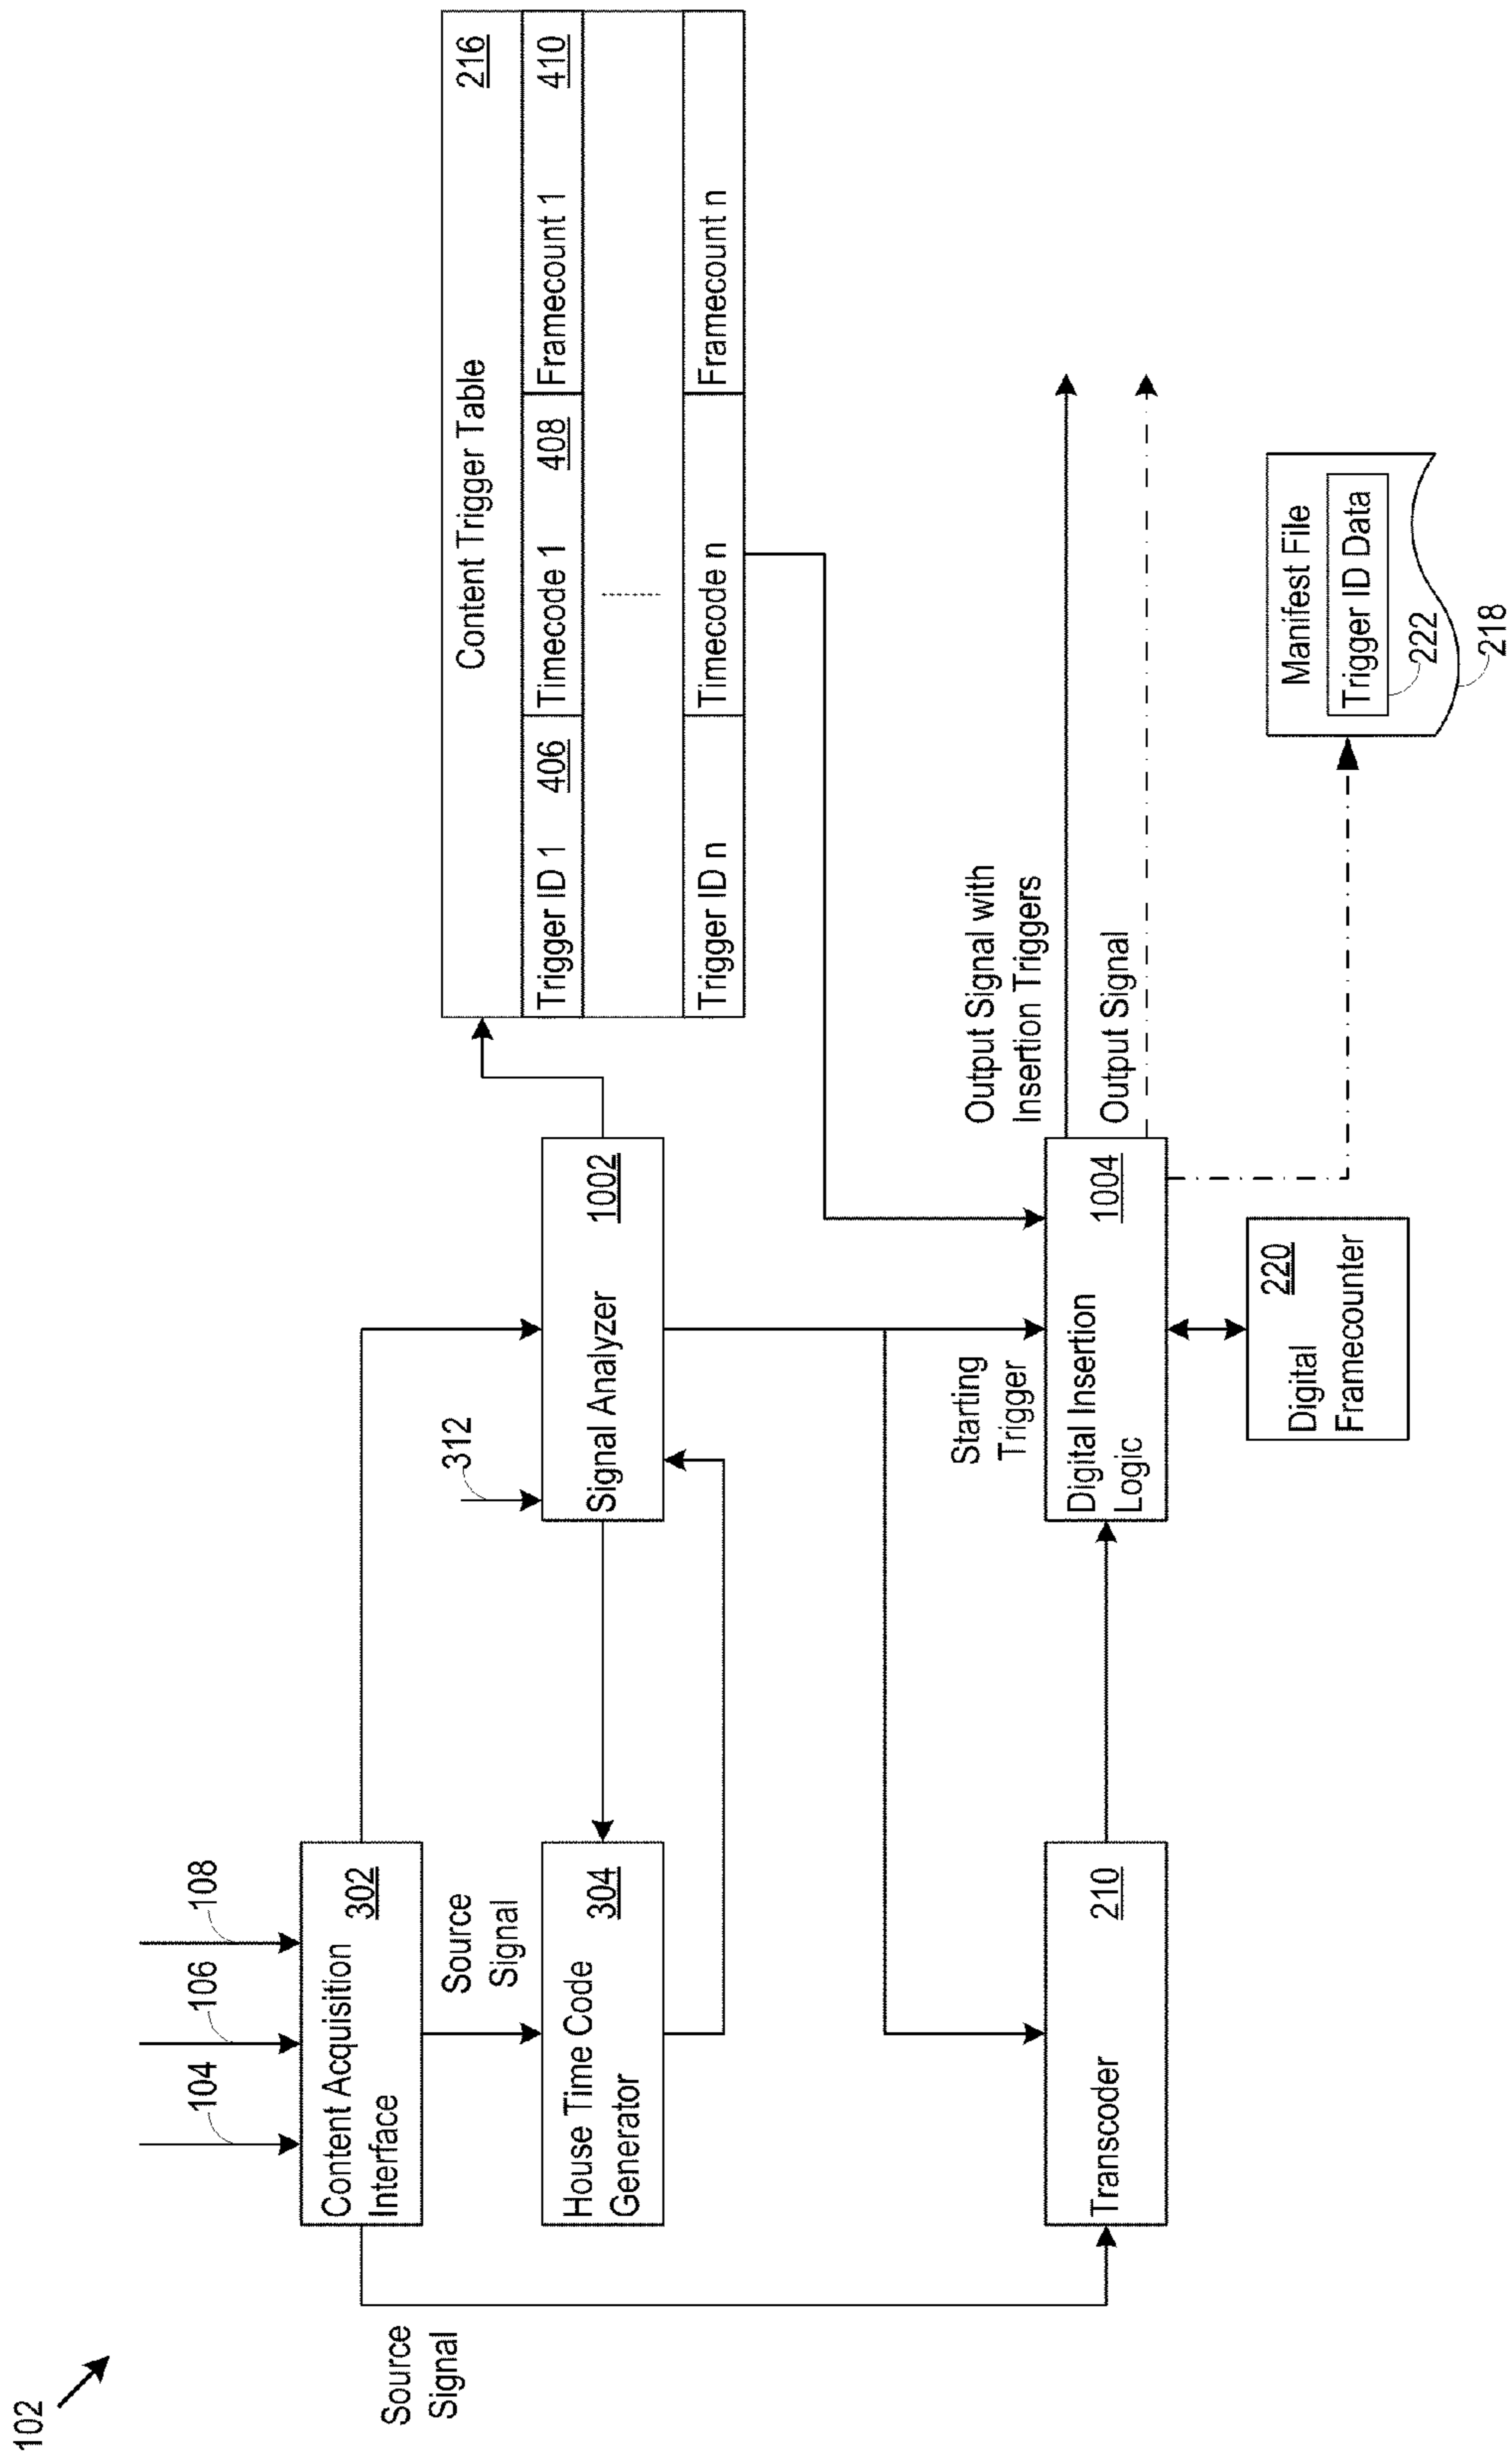 102
104
106
108
Content Acquisition
Interface
302
Source
Signal
Source
Signal
House Time Code
Generator
304
312
Signal Analyzer
1002
Content Trigger Table
216
Trigger ID 1
406
Timecode 1
408
Framecount 1
410
Trigger ID n
Timecode n
Framecount n
Transcoder
210
Starting
Trigger
Digital Insertion
Logic
1004
Output Signal with
Insertion Triggers
Output Signal
Digital
Framecounter
220
Manifest File
Trigger ID Data
222
218